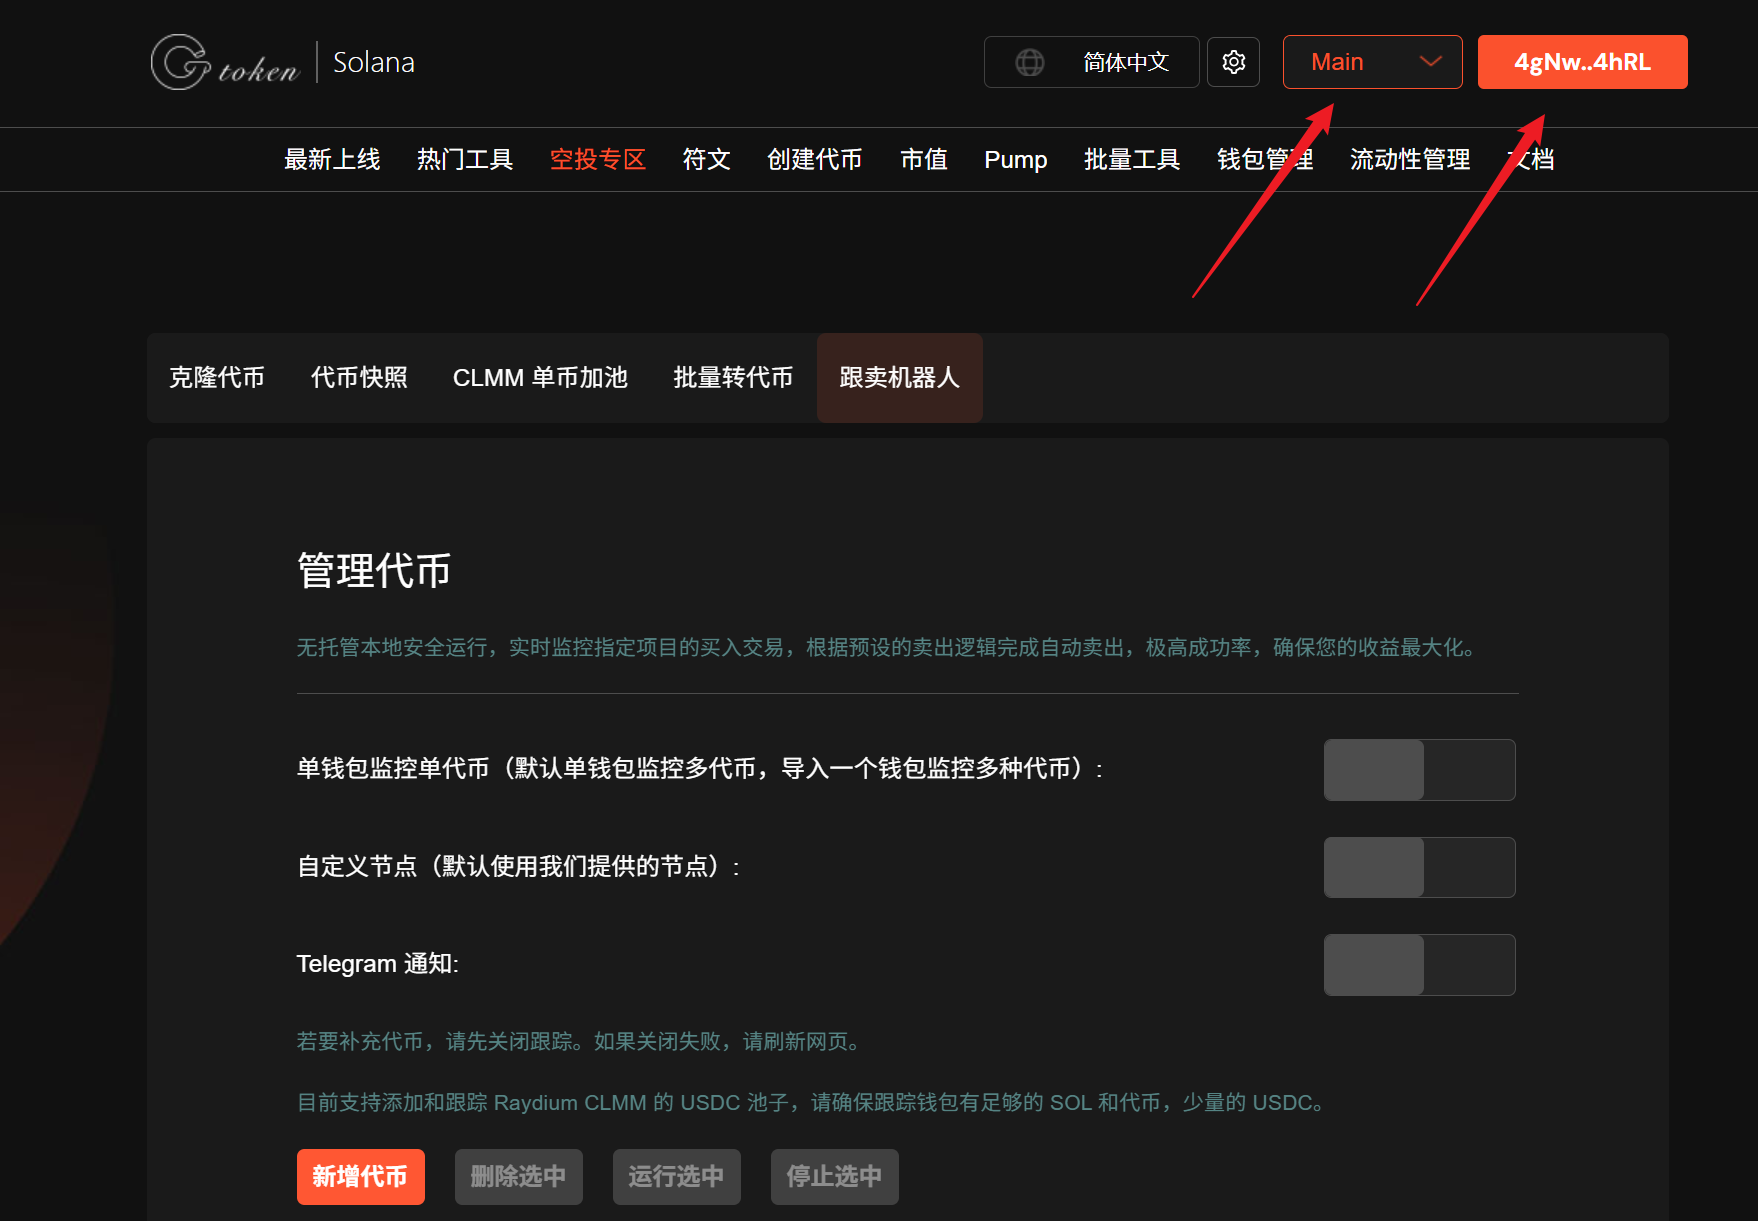 Gtoken | Solana
简体中文
Main
4gNw..4hRL
最新上线 热门工具 空投专区 符文 创建代币 市值 Pump 批量工具 钱包管理 流动性管理 文档
克隆代币 代币快照 CLMM 单币加池 批量转代币 跟卖机器人
管理代币
无托管本地安全运行，实时监控指定项目的买入交易，根据预设的卖出逻辑完成自动卖出，极高成功率，确保您的收益最大化。
单钱包监控单代币（默认单钱包监控多代币，导入一个钱包监控多种代币）:
自定义节点（默认使用我们提供的节点）:
Telegram 通知:
若要补充代币，请先关闭跟踪。如果关闭失败，请刷新网页。
目前支持添加和跟踪 Raydium CLMM 的 USDC 池子，请确保跟踪钱包有足够的 SOL 和代币，少量的 USDC。
新增代币 删除选中 运行选中 停止选中